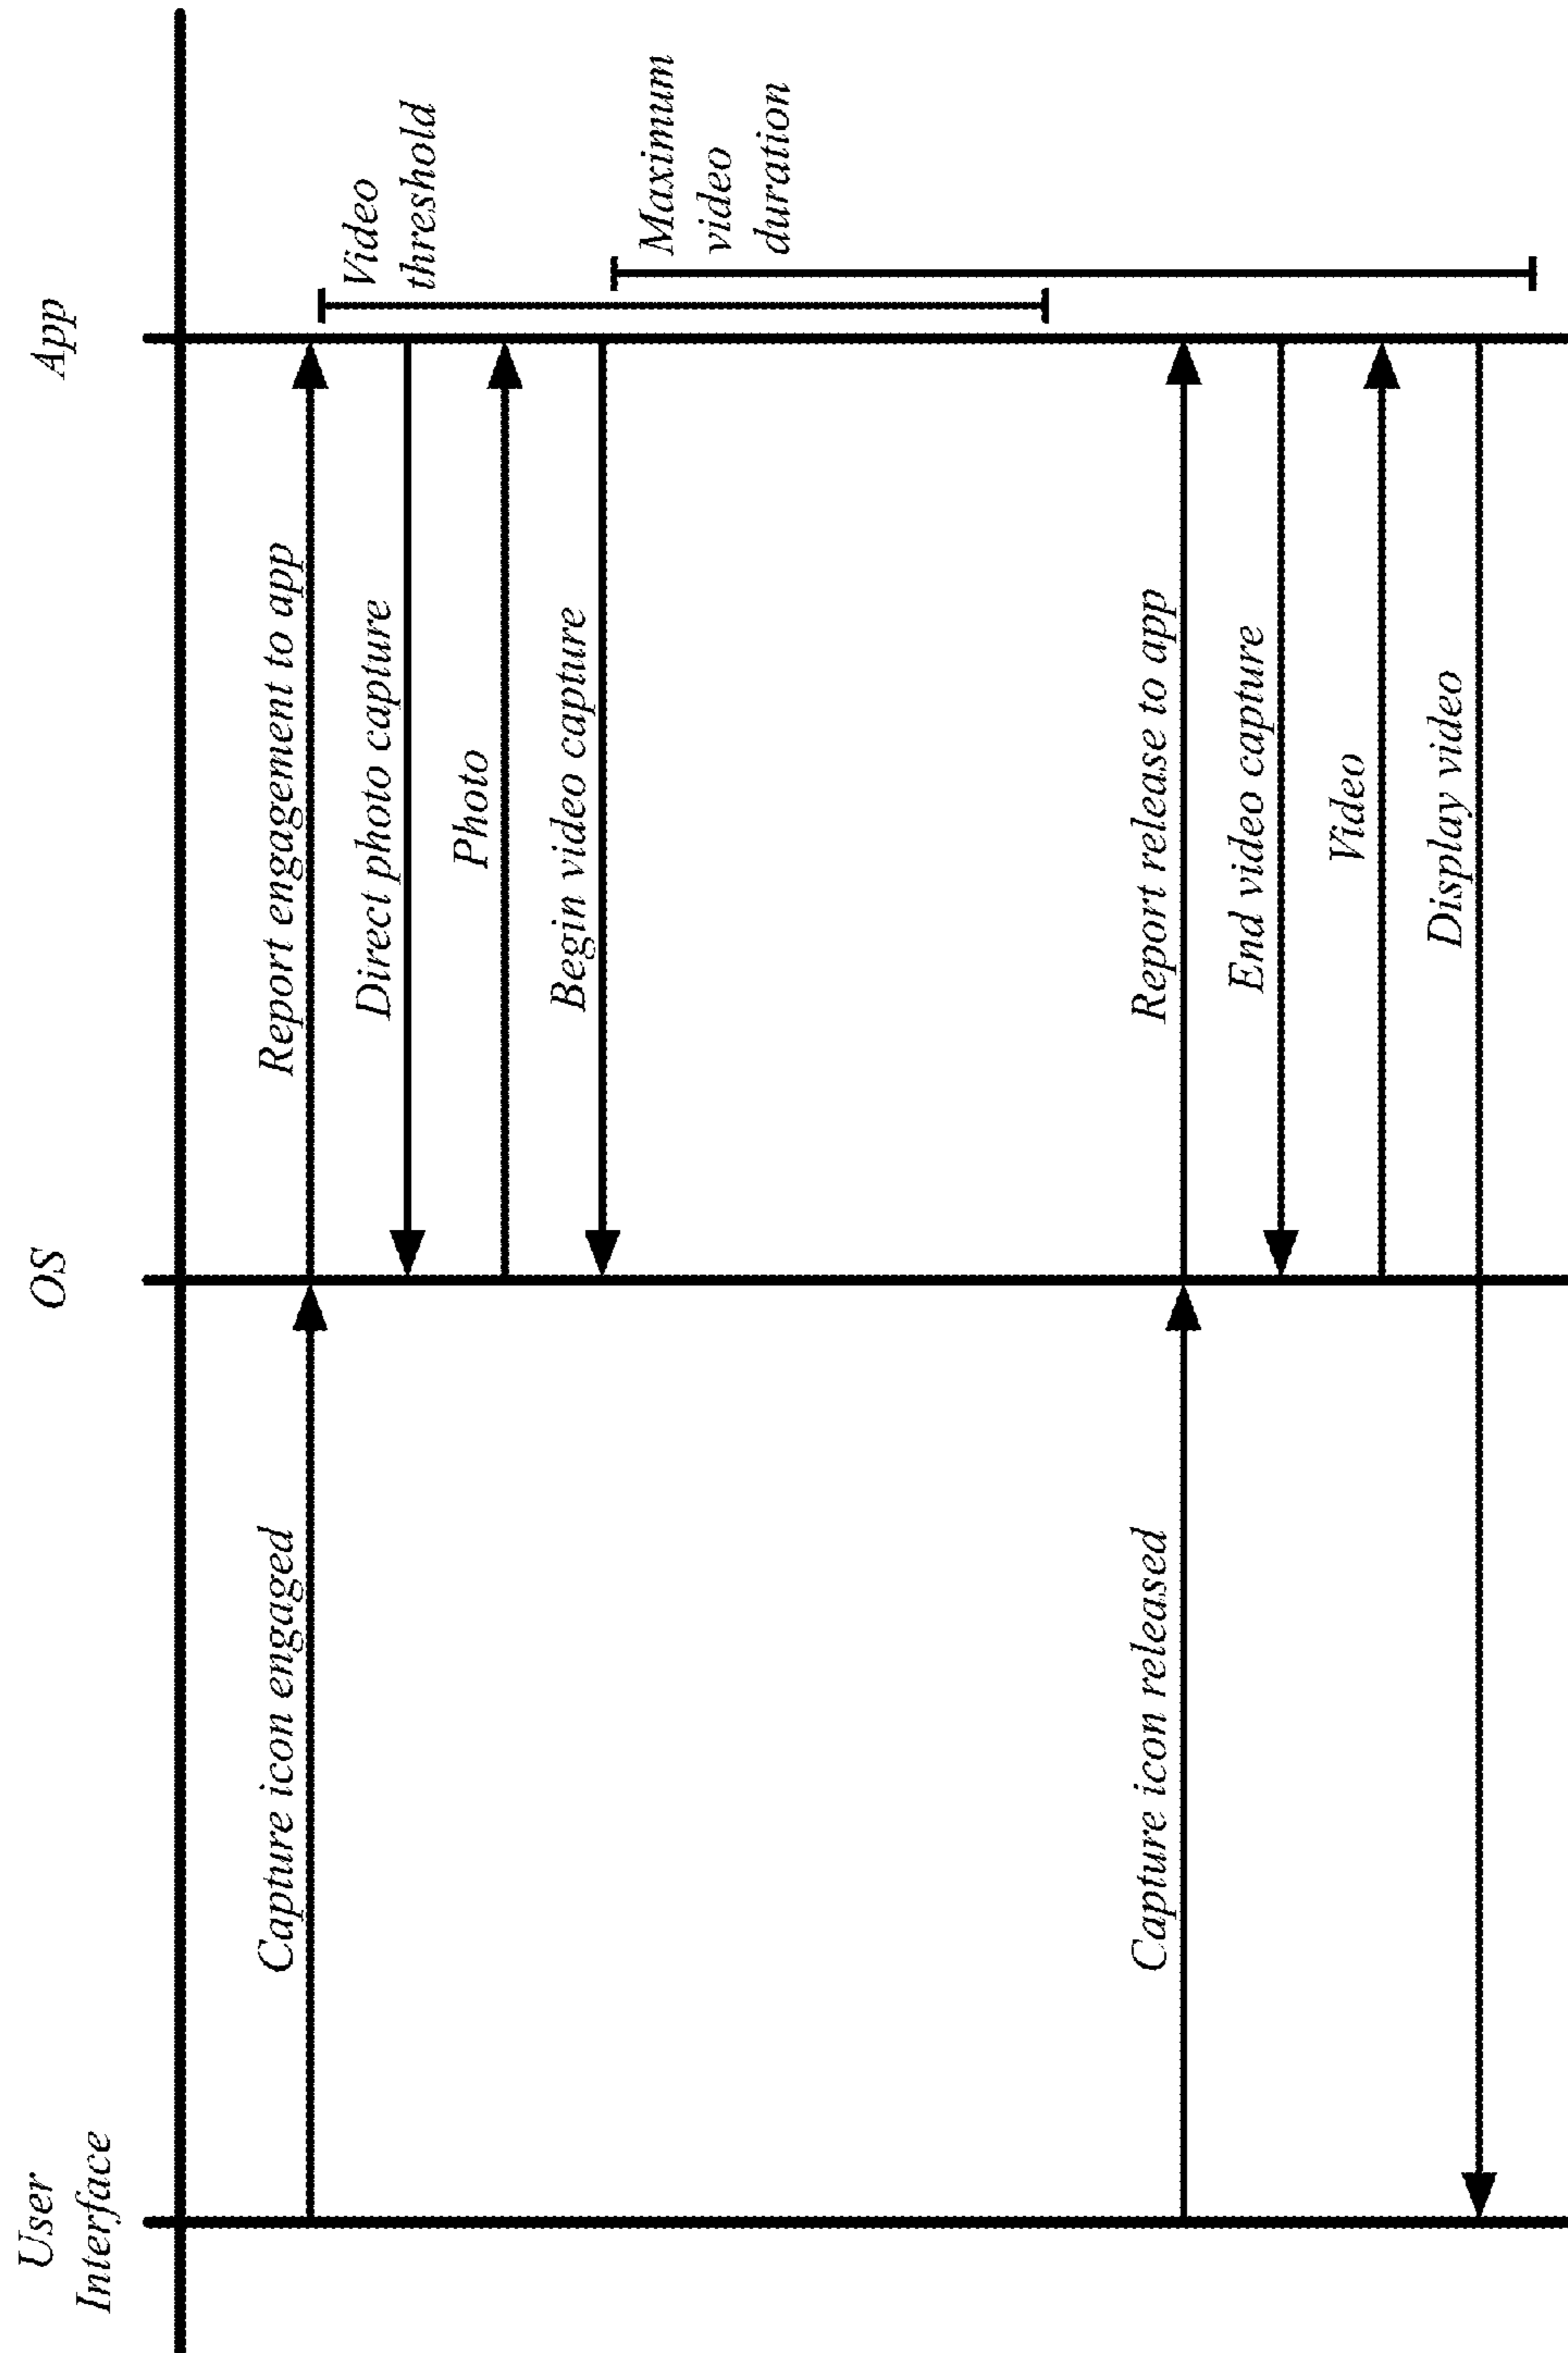 User
Interface
OS
App
Capture icon engaged
Report engagement to app
Video
threshold
Direct photo capture
Photo
Begin video capture
Maximum
video
duration
Capture icon released
Report release to app
End video capture
Video
Display video